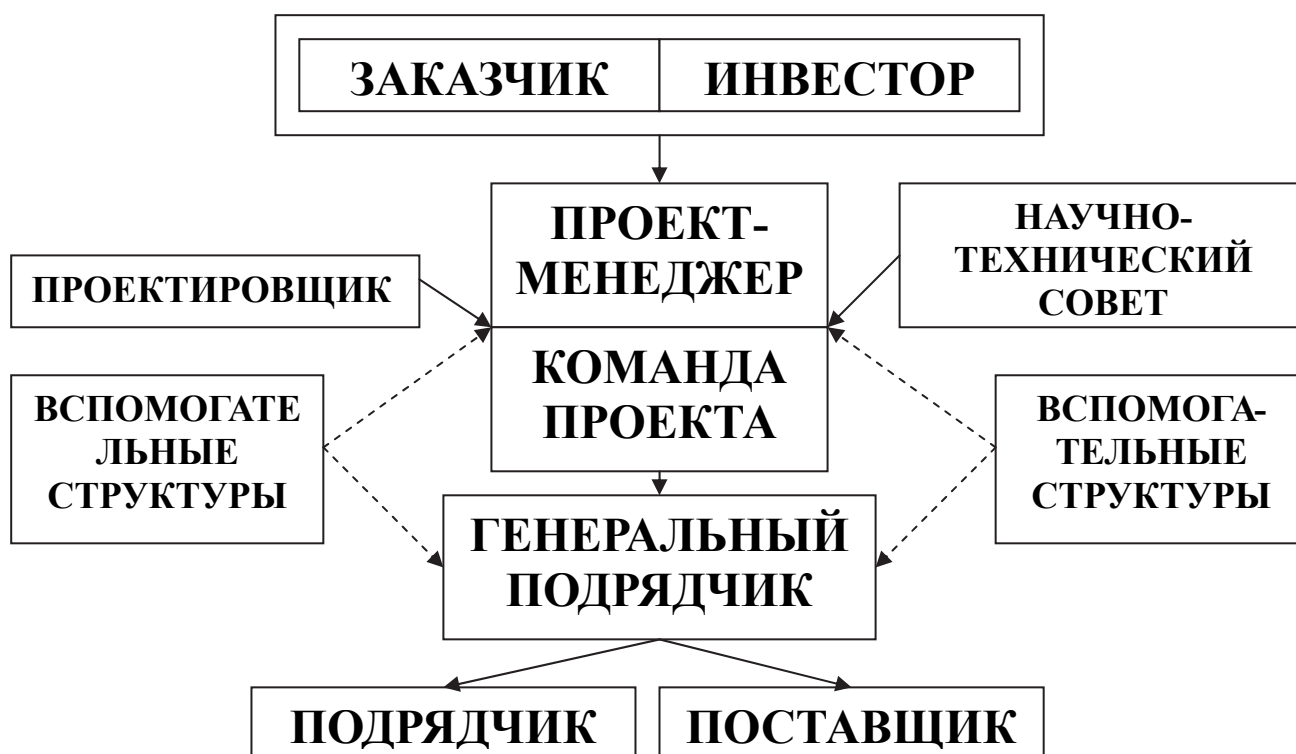 ЗАКАЗЧИК ИНВЕСТОР
ПРОЕКТ-
МЕНЕДЖЕР
НАУЧНО-
ТЕХНИЧЕСКИЙ
СОВЕТ
ПРОЕКТИРОВЩИК
КОМАНДА
ПРОЕКТА
ВСПОМОГАТЕ
ЛЬНЫЕ
СТРУКТУРЫ
ВСПОМОГА-
ТЕЛЬНЫЕ
СТРУКТУРЫ
ГЕНЕРАЛЬНЫЙ
ПОДРЯДЧИК
ПОДРЯДЧИК ПОСТАВЩИК